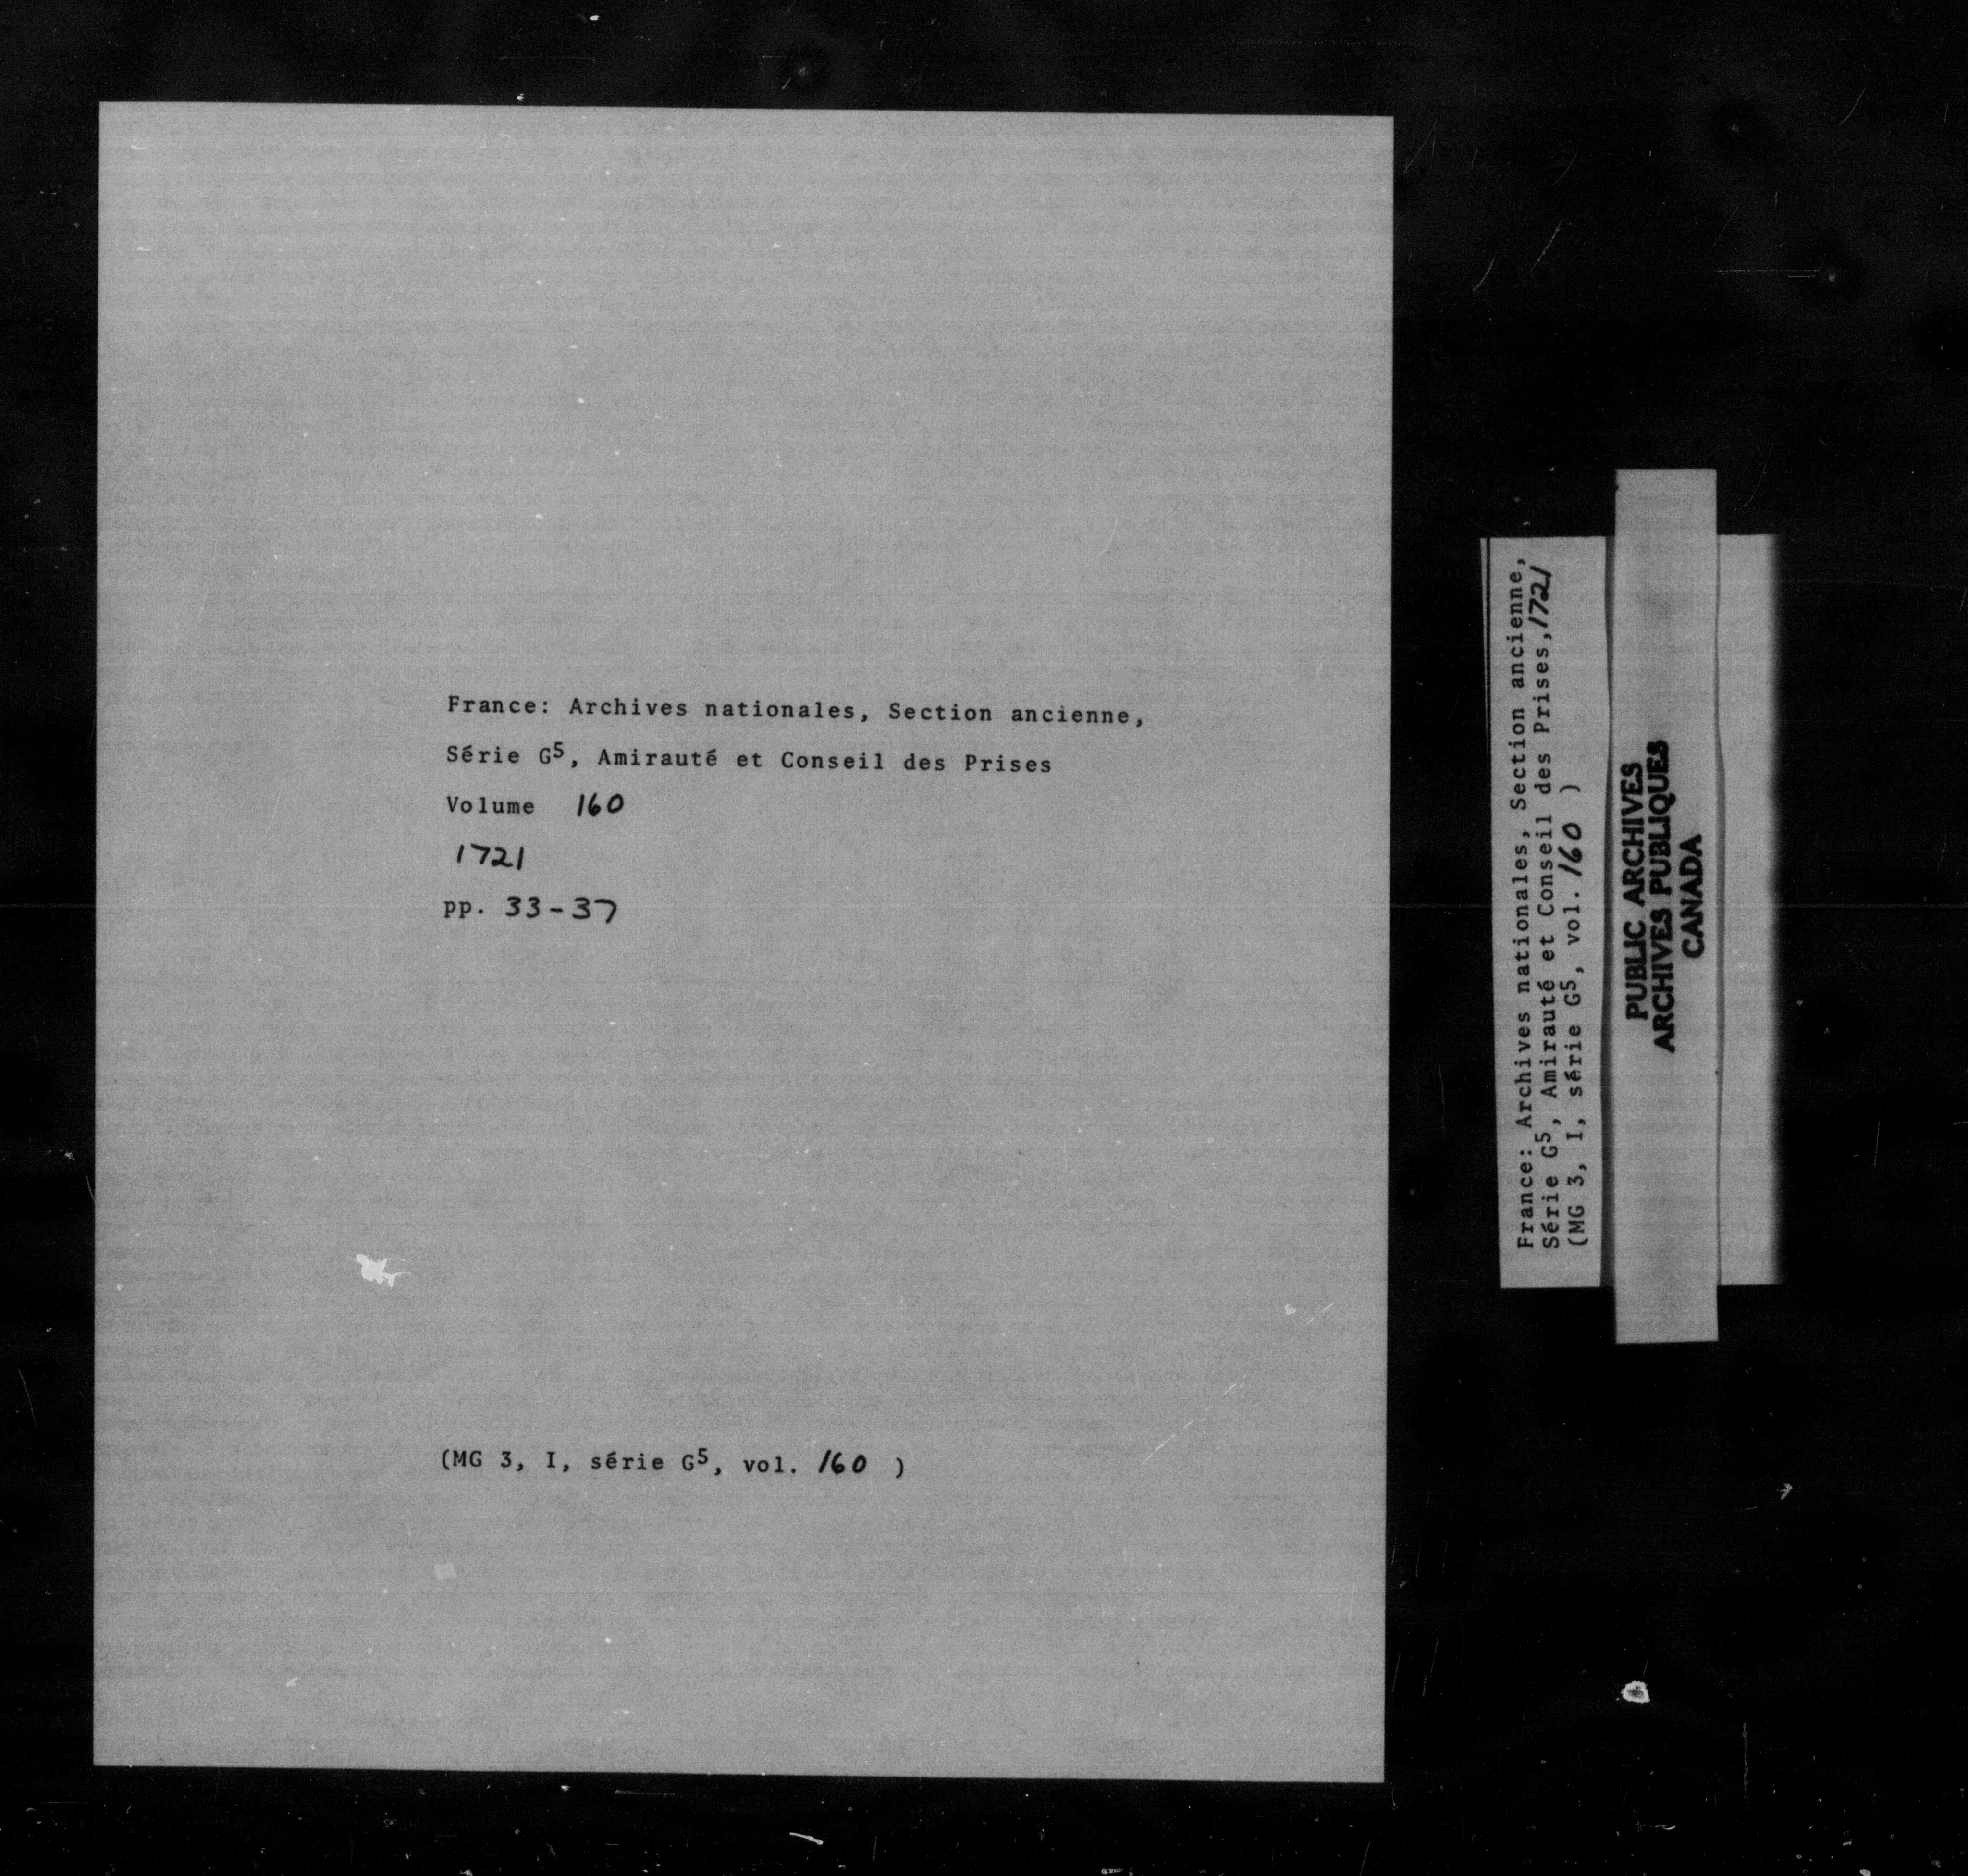 France: Archives nationales, Section ancienne,
Série G⁵, Amirauté et Conseil des Prises
Volume 160
1721
pp. 33-37
(MG 3, I, série G⁵, vol. 160 )
France: Archives nationales, Section ancienne,
Série G5, Amirauté et Conseil des Prises, 1721
(MG 3, I, série G5, vol. 160 )
PUBLIC ARCHIVES
ARCHIVES PUBLIQUES
CANADA